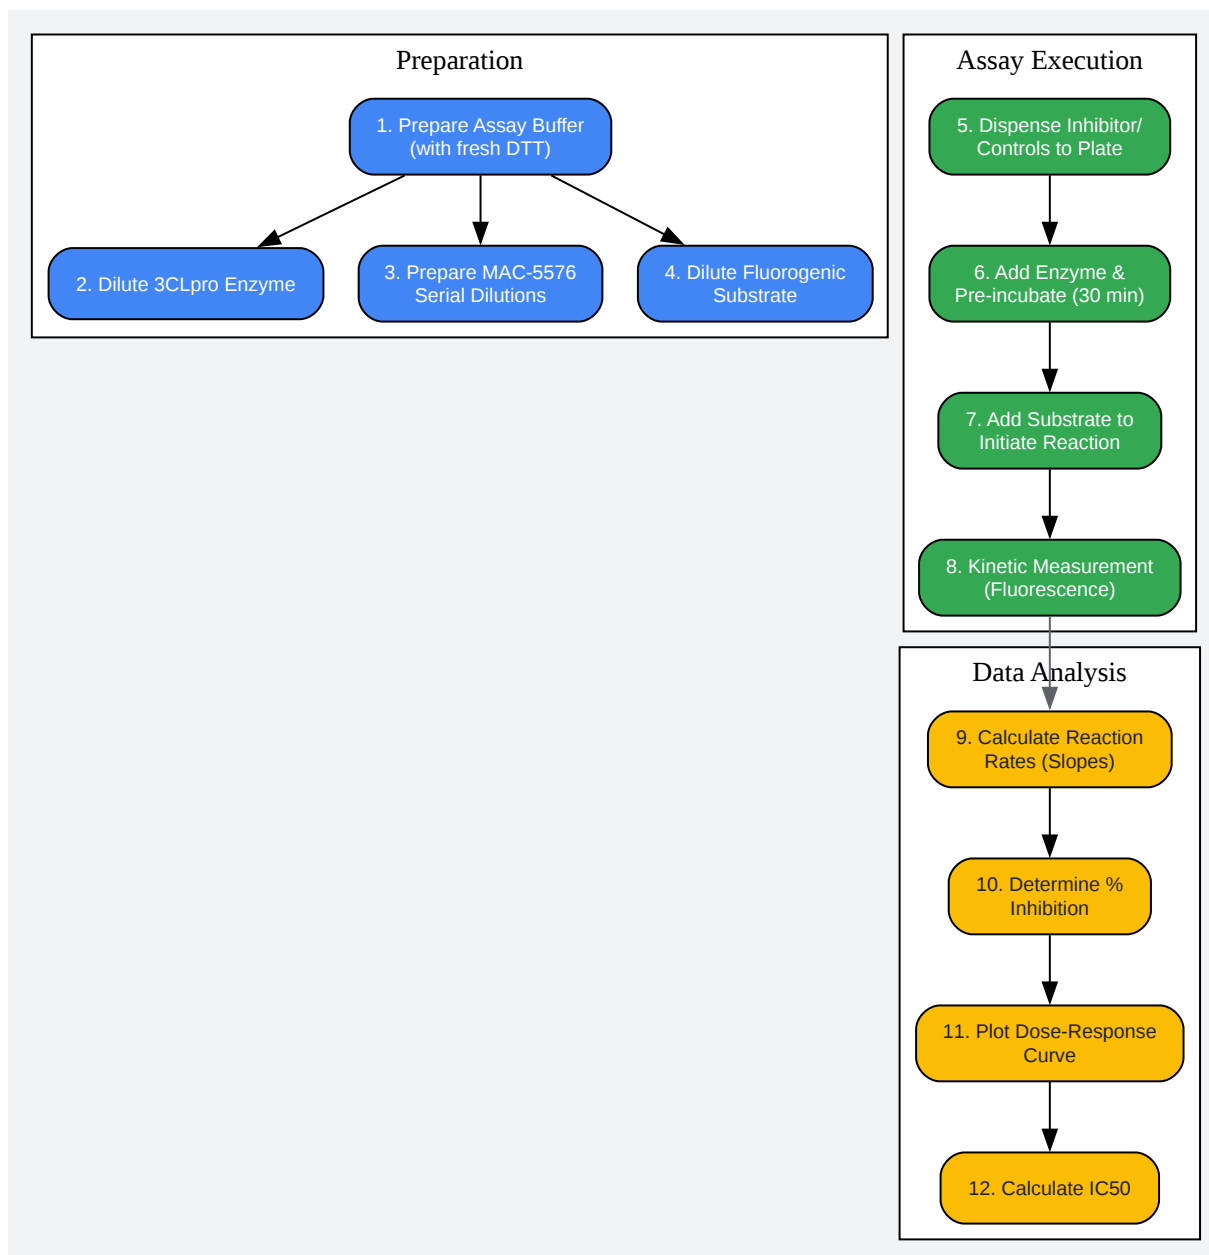 Preparation
1. Prepare Assay Buffer
(with fresh DTT)
2. Dilute 3CLpro Enzyme
3. Prepare MAC-5576
Serial Dilutions
4. Dilute Fluorogenic
Substrate
Assay Execution
5. Dispense Inhibitor/
Controls to Plate
6. Add Enzyme &
Pre-incubate (30 min)
7. Add Substrate to
Initiate Reaction
8. Kinetic Measurement
(Fluorescence)
Data Analysis
9. Calculate Reaction
Rates (Slopes)
10. Determine %
Inhibition
11. Plot Dose-Response
Curve
12. Calculate IC50